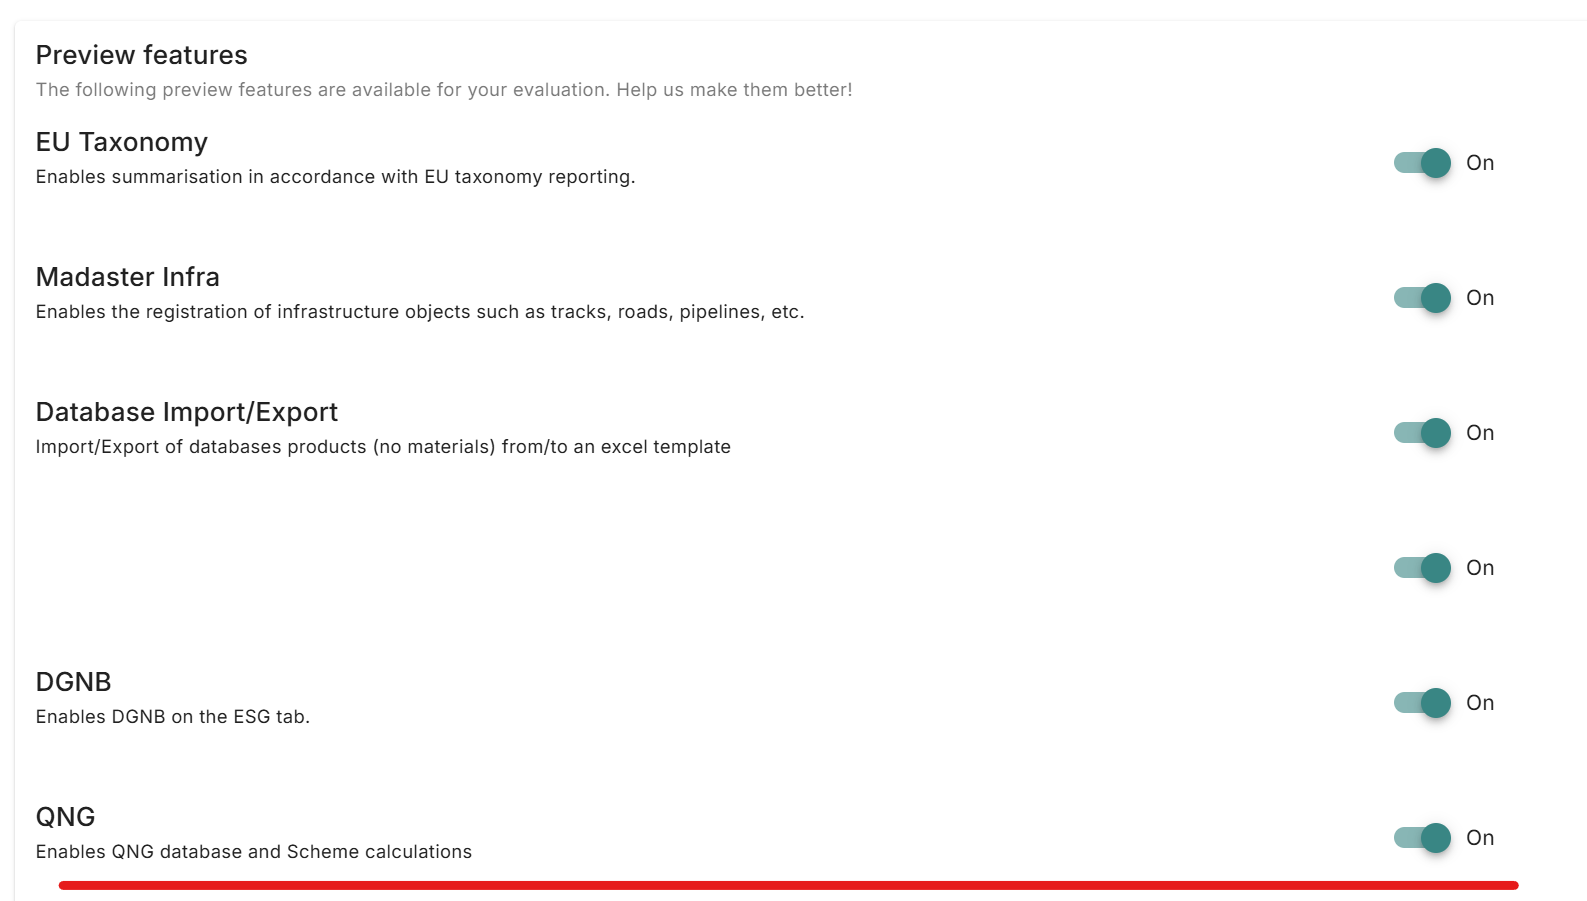 Preview features
The following preview features are available for your evaluation. Help us make them better!
EU Taxonomy
Enables summarisation in accordance with EU taxonomy reporting.
On
Madaster Infra
Enables the registration of infrastructure objects such as tracks, roads, pipelines, etc.
On
Database Import/Export
Import/Export of databases products (no materials) from/to an excel template
On
On
DGNB
Enables DGNB on the ESG tab.
On
QNG
Enables QNG database and Scheme calculations
On